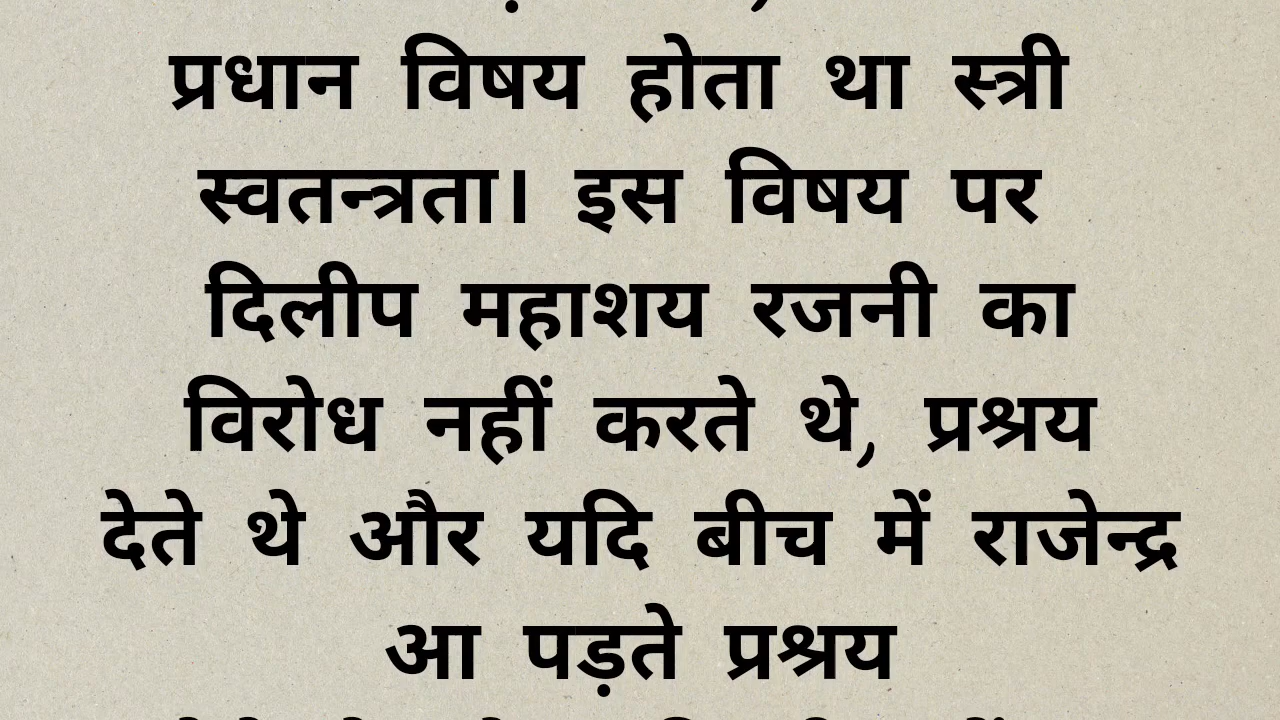 प्रधान विषय होता था स्त्री
स्वतन्त्रता। इस विषय पर
दिलीप महाशय रजनी का
विरोध नहीं करते थे, प्रश्रय
देते थे और यदि बीच में राजेन्द्र
आ पड़ते प्रश्रय